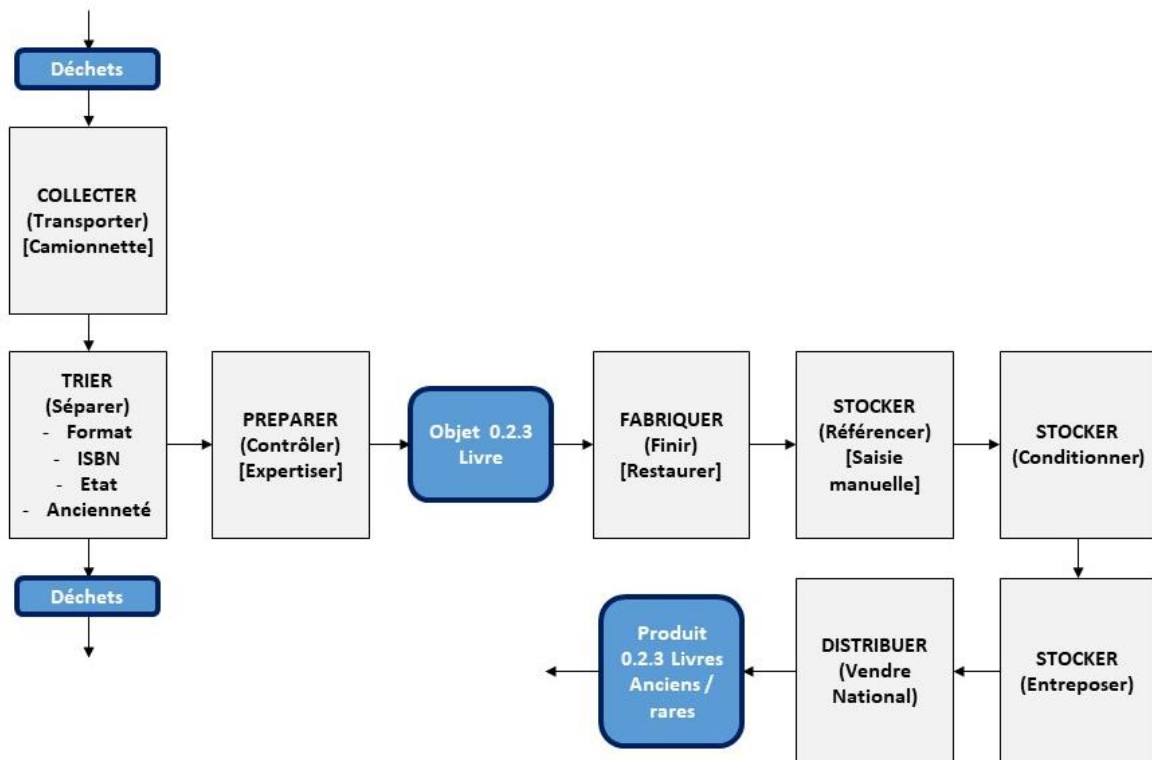 Déchets
COLLECTER
(Transporter)
[Camionnette]
TRIER
(Séparer)
- Format
- ISBN
- Etat
- Ancienneté
PREPARER
(Contrôler)
[Expertiser]
Objet 0.2.3
Livre
FABRIQUER
(Finir)
[Restaurer]
STOCKER
(Référencer)
[Saisie
manuelle]
STOCKER
(Conditionner)
Déchets
Produit
0.2.3 Livres
Anciens /
rares
DISTRIBUER
(Vendre
National)
STOCKER
(Entreposer)